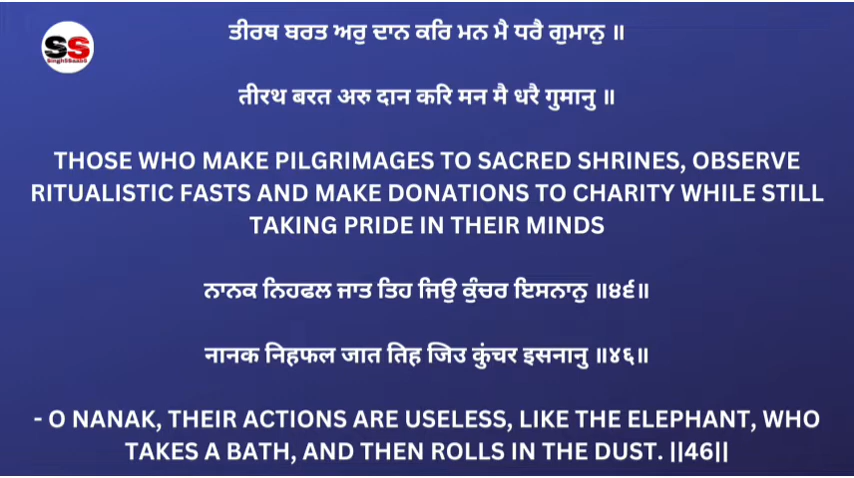 SS
SinghSbaanS
ਤੀਰਥ ਬਰਤ ਅਰੁ ਦਾਨ ਕਰਿ ਮਨ ਮੈ ਧਰੈ ਗੁਮਾਨੁ ॥
तीरथ बरत अरु दान करि मन मै धरै गुमानु ॥
THOSE WHO MAKE PILGRIMAGES TO SACRED SHRINES, OBSERVE
RITUALISTIC FASTS AND MAKE DONATIONS TO CHARITY WHILE STILL
TAKING PRIDE IN THEIR MINDS
ਨਾਨਕ ਨਿਹਫਲ ਜਾਤ ਤਿਹ ਜਿਉ ਕੁੰਚਰ ਇਸਨਾਨੁ ॥੪੬॥
नानक निहफल जात तिह जिउ कुंचर इसनानु ॥४६॥
- O NANAK, THEIR ACTIONS ARE USELESS, LIKE THE ELEPHANT, WHO
TAKES A BATH, AND THEN ROLLS IN THE DUST. ||46||